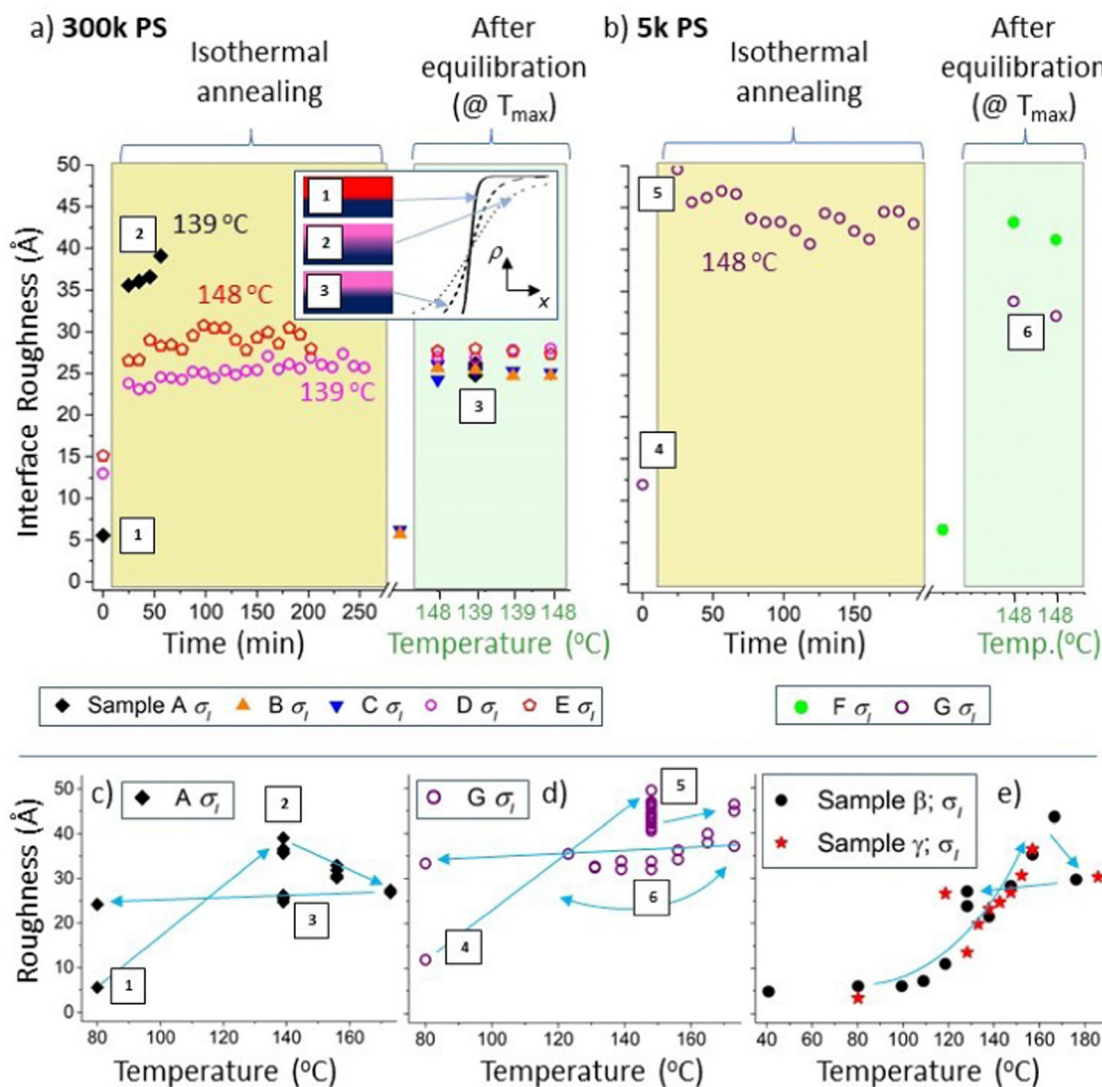 a) 300k PS
Isothermal
annealing
After
equilibration
(@ Tmax)
b) 5k PS
Isothermal
annealing
After
equilibration
(@ Tmax)
Interface Roughness (Å)
50
45
40
35
30
25
20
15
10
5
0
2
139 °C
148 °C
139 °C
1
1
2
3
ρ
x
3
5
148 °C
4
6
0 50 100 150 200 250
148 139 139 148
Time (min)
Temperature (°C)
0 50 100 150
148 148
Time (min)
Temp.(°C)
Sample A σI B σI C σI D σI E σI
F σI G σI
Roughness (Å)
50
40
30
20
10
0
c) A σI
2
3
1
80 100 120 140 160
Temperature (°C)
G σI d)
5
6
4
80 100 120 140 160
Temperature (°C)
Sample β; σI e)
Sample γ; σI
40 60 80 100 120 140 160 180
Temperature (°C)